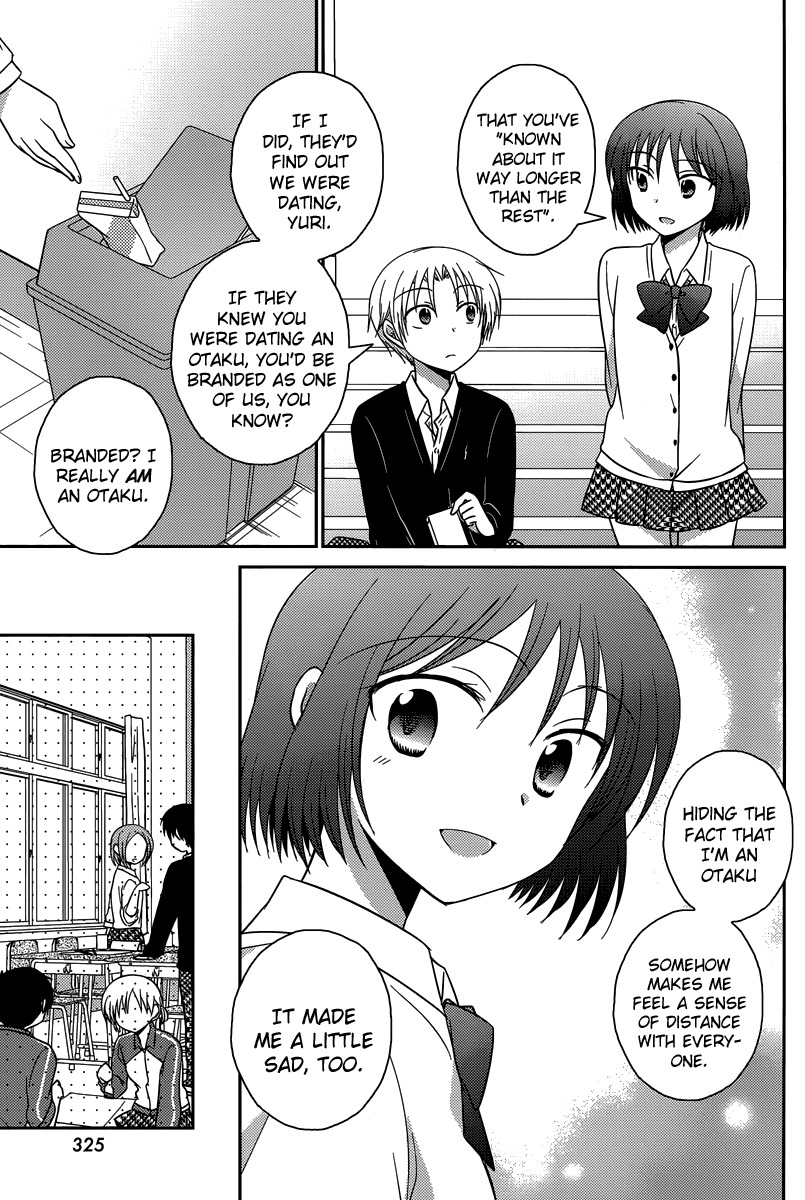 THAT YOU'VE
"KNOWN
ABOUT IT
WAY LONGER
THAN THE
REST".
IF I
DID, THEY'D
FIND OUT
WE WERE
DATING,
YURI.
IF THEY
KNEW YOU
WERE DATING AN
OTAKU, YOU'D BE
BRANDED AS ONE
OF US, YOU
KNOW?
BRANDED? I
REALLY AM
AN OTAKU.
HIDING THE
FACT THAT
I'M AN
OTAKU
SOMEHOW
MAKES ME
FEEL A SENSE
OF DISTANCE
WITH EVERY-
ONE.
IT MADE
ME A LITTLE
SAD, TOO.
325